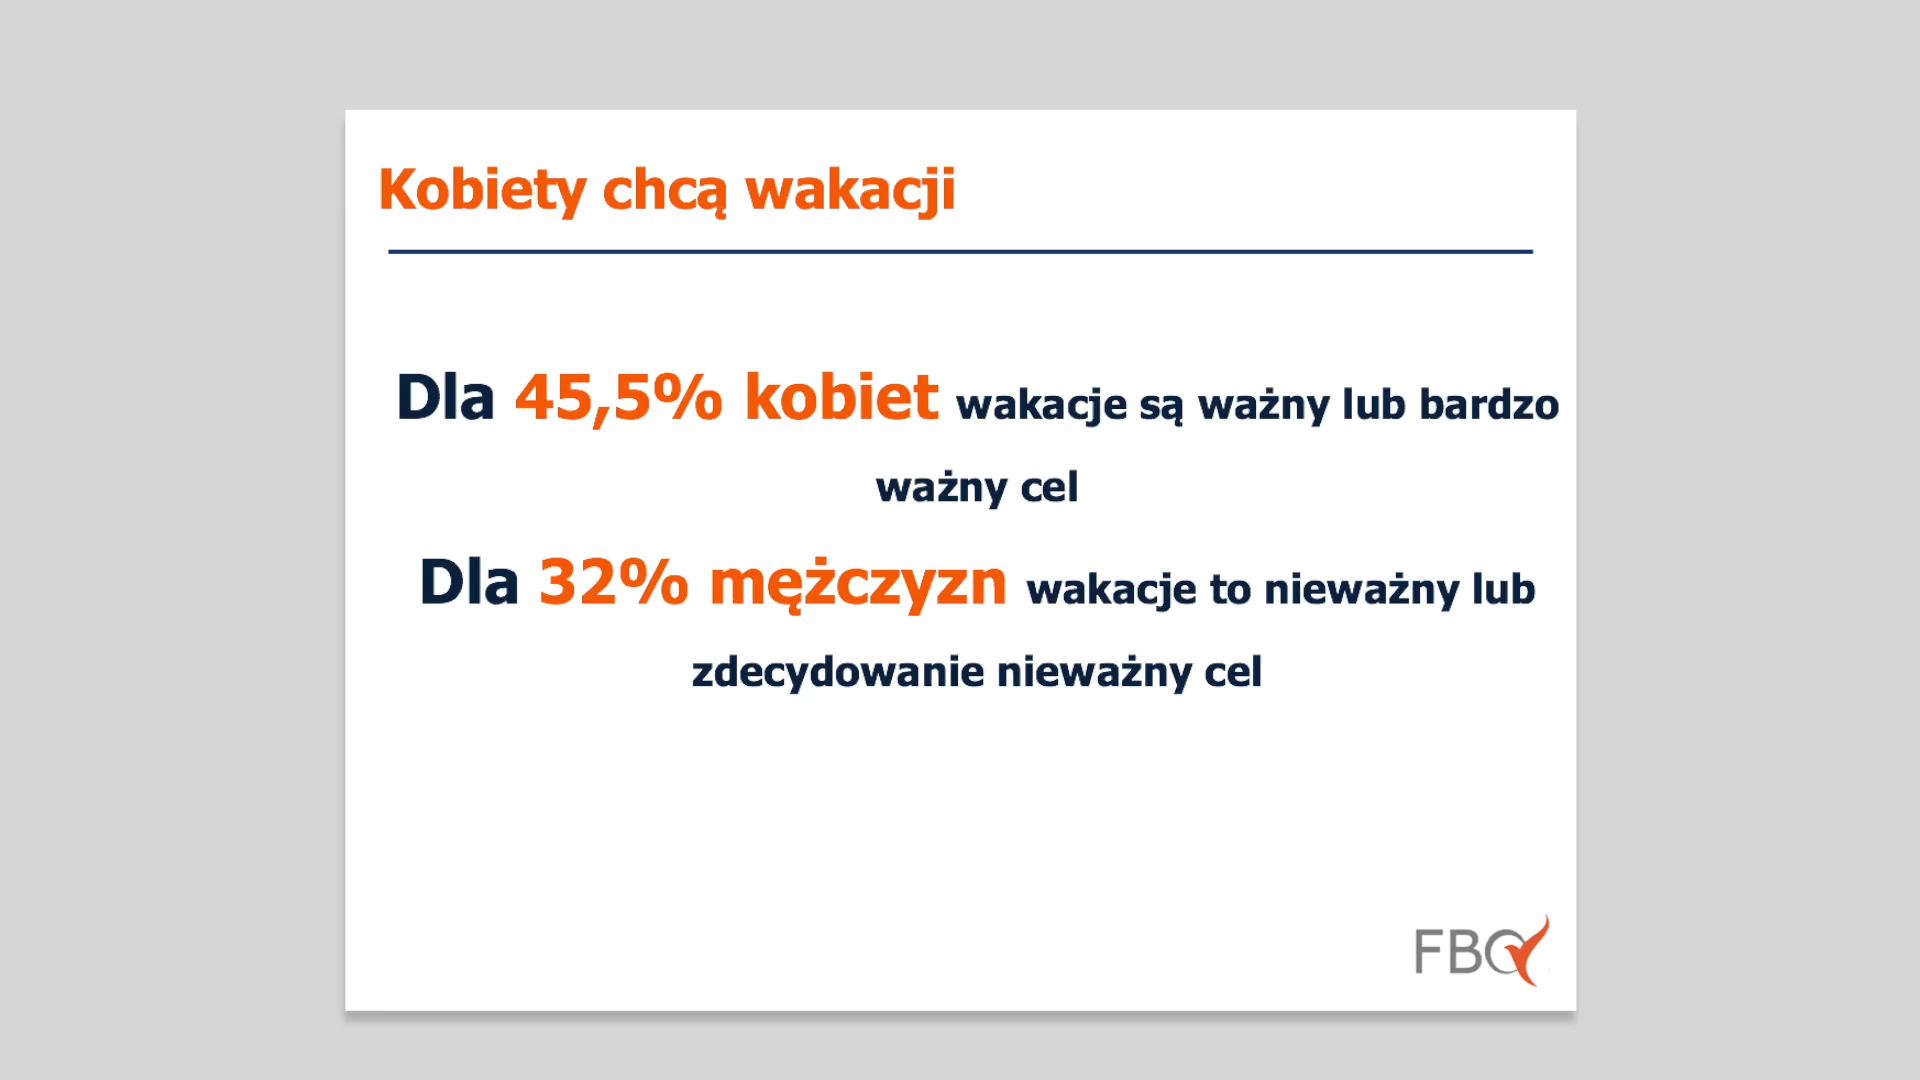 Kobiety chcą wakacji
Dla 45,5% kobiet wakacje są ważny lub bardzo
ważny cel
Dla 32% mężczyzn wakacje to nieważny lub
zdecydowanie nieważny cel
FBO